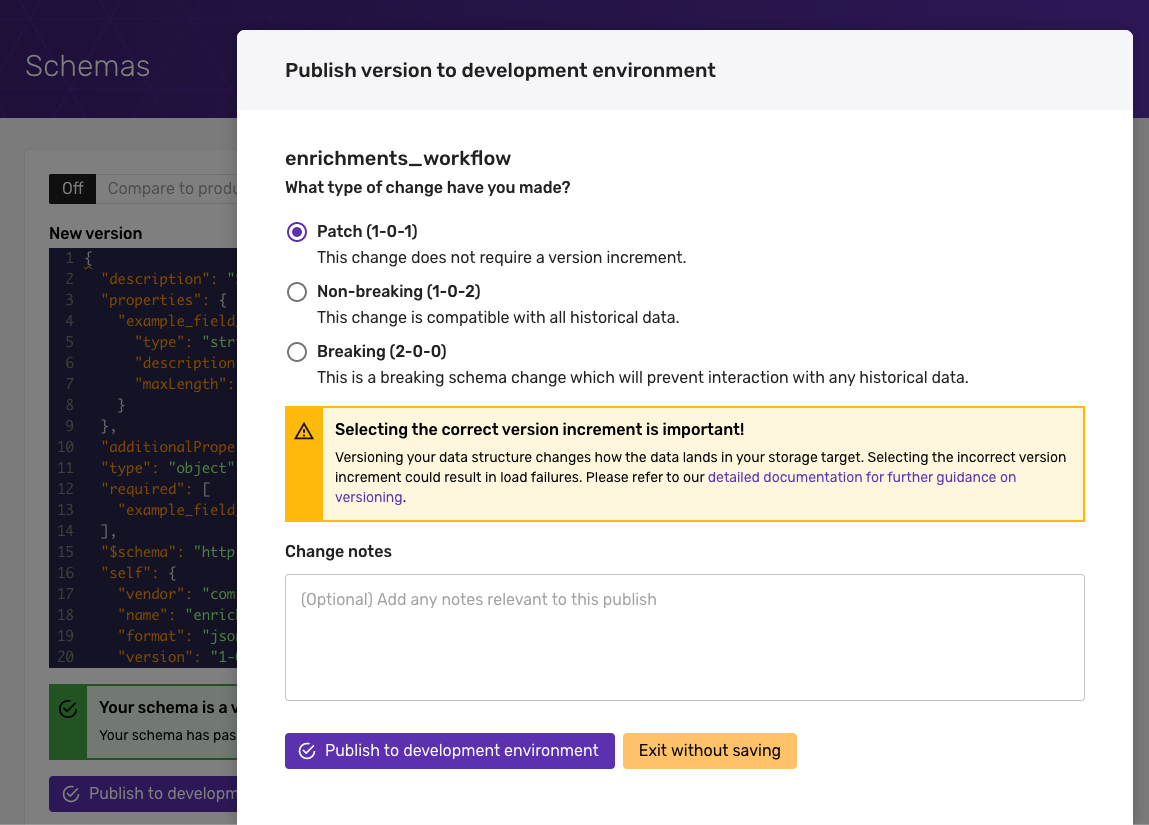 Schemas
Publish version to development environment
enrichments_workflow
What type of change have you made?
Patch (1-0-1)
This change does not require a version increment.
Non-breaking (1-0-2)
This change is compatible with all historical data.
Breaking (2-0-0)
This is a breaking schema change which will prevent interaction with any historical data.
Selecting the correct version increment is important!
Versioning your data structure changes how the data lands in your storage target. Selecting the incorrect version
increment could result in load failures. Please refer to our detailed documentation for further guidance on
versioning.
Change notes
(Optional) Add any notes relevant to this publish
Publish to development environment
Exit without saving
Off
Compare to produ
New version
1 {
2 "description": "
3 "properties": {
4 "example_field
5 "type": "str
6 "description
7 "maxLength":
8 }
9 },
10 "additionalPrope
11 "type": "object"
12 "required": [
13 "example_field
14 ],
15 "$schema": "http
16 "self": {
17 "vendor": "com
18 "name": "enrich
19 "format": "jso
20 "version": "1-
Your schema is a v
Your schema has pas
Publish to developm